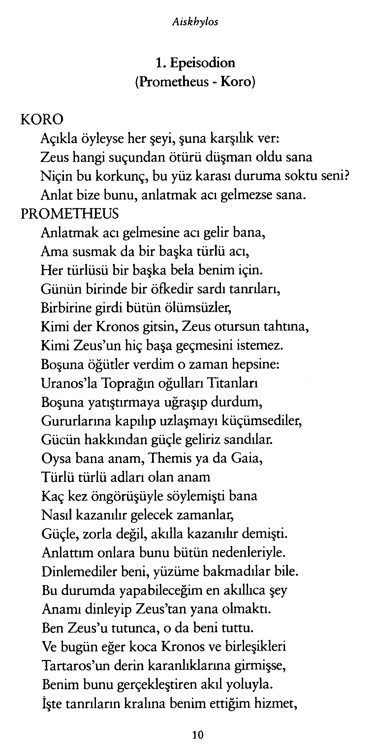 Aiskhylos
1. Epeisodion
(Prometheus - Koro)
KORO
Açıkla öyleyse her şeyi, şuna karşılık ver:
Zeus hangi suçundan ötürü düşman oldu sana
Niçin bu korkunç, bu yüz karası duruma soktu seni?
Anlat bize bunu, anlatmak acı gelmezse sana.
PROMETHEUS
Anlatmak acı gelmesine acı gelir bana,
Ama susmak da bir başka türlü acı,
Her türlüsü bir başka bela benim için.
Günün birinde bir öfkedir sardı tanrıları,
Birbirine girdi bütün ölümsüzler,
Kimi der Kronos gitsin, Zeus otursun tahtına,
Kimi Zeus'un hiç başa geçmesini istemez.
Boşuna öğütler verdim o zaman hepsine:
Uranos'la Toprağın oğulları Titanları
Boşuna yatıştırmaya uğraşıp durdum,
Gururlarına kapılıp uzlaşmayı küçümsediler,
Gücün hakkından güçle geliriz sandılar.
Oysa bana anam, Themis ya da Gaia,
Türlü türlü adları olan anam
Kaç kez öngörüşüyle söylemişti bana
Nasıl kazanılır gelecek zamanlar,
Güçle, zorla değil, akılla kazanılır demişti.
Anlattım onlara bunu bütün nedenleriyle.
Dinlemediler beni, yüzüme bakmadılar bile.
Bu durumda yapabileceğim en akıllıca şey
Anamı dinleyip Zeus'tan yana olmaktı.
Ben Zeus'u tutunca, o da beni tuttu.
Ve bugün eğer koca Kronos ve birleşikleri
Tartaros'un derin karanlıklarına girmişse,
Benim bunu gerçekleştiren akıl yoluyla.
İşte tanrıların kralına benim ettiğim hizmet,
10